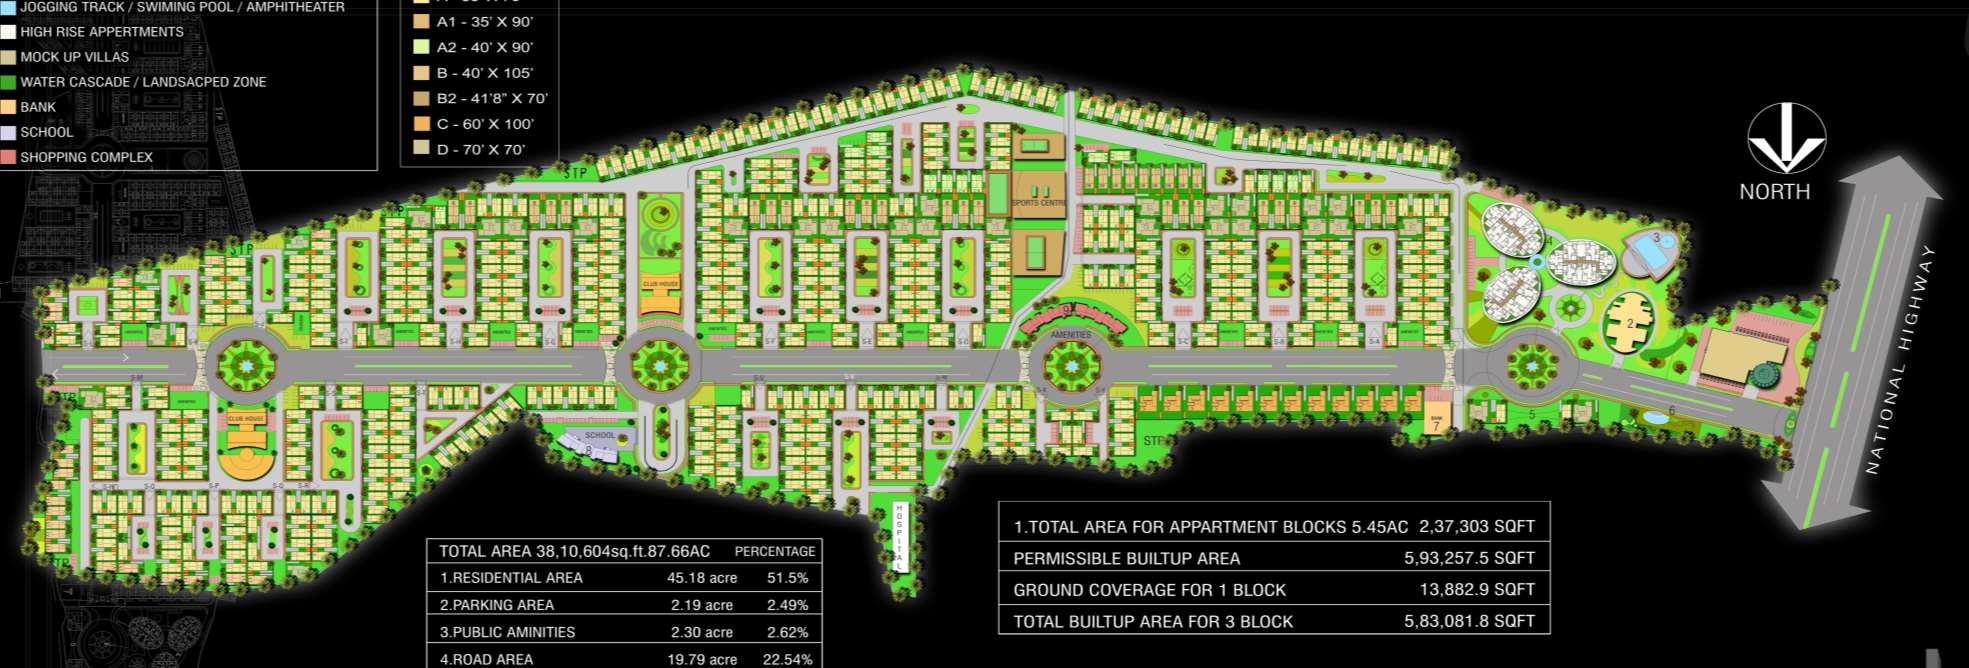 JOGGING TRACK / SWIMING POOL / AMPHITHEATER
HIGH RISE APPERTMENTS
MOCK UP VILLAS
WATER CASCADE / LANDSACPED ZONE
BANK
SCHOOL
SHOPPING COMPLEX
A1 - 35' X 90'
A2 - 40' X 90'
B - 40' X 105'
B2 - 41'8" X 70'
C - 60' X 100'
D - 70' X 70'
NORTH
NATIONAL HIGHWAY
STP
STP
STP
SPORTS CENTRE
CLUB HOUSE
AMENITIES
4
3
2
S-L
S-I
S-H
S-G
S-F
S-E
S-D
S-C
S-B
S-A
S-M
CLUB HOUSE
SCHOOL
8
STP
BANK
7
5
6
S-O
S-P
S-Q
S-R
HOSPITAL
TOTAL AREA 38,10,604sq.ft.87.66AC PERCENTAGE
1.RESIDENTIAL AREA 45.18 acre 51.5%
2.PARKING AREA 2.19 acre 2.49%
3.PUBLIC AMINITIES 2.30 acre 2.62%
4.ROAD AREA 19.79 acre 22.54%
1.TOTAL AREA FOR APPARTMENT BLOCKS 5.45AC 2,37,303 SQFT
PERMISSIBLE BUILTUP AREA 5,93,257.5 SQFT
GROUND COVERAGE FOR 1 BLOCK 13,882.9 SQFT
TOTAL BUILTUP AREA FOR 3 BLOCK 5,83,081.8 SQFT